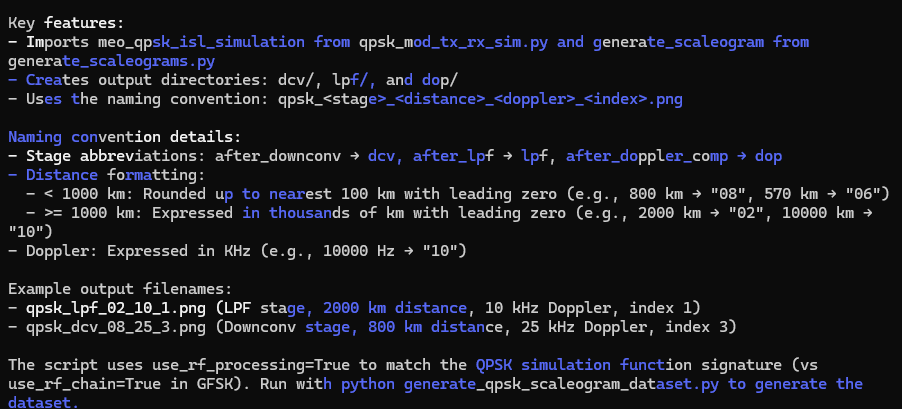 Key features:
- Imports meo_qpsk_isl_simulation from qpsk_mod_tx_rx_sim.py and generate_scaleogram from
generate_scaleograms.py
- Creates output directories: dcv/, lpf/, and dop/
- Uses the naming convention: qpsk_<stage>_<distance>_<doppler>_<index>.png
Naming convention details:
- Stage abbreviations: after_downconv → dcv, after_lpf → lpf, after_doppler_comp → dop
- Distance formatting:
- < 1000 km: Rounded up to nearest 100 km with leading zero (e.g., 800 km → "08", 570 km → "06")
- >= 1000 km: Expressed in thousands of km with leading zero (e.g., 2000 km → "02", 10000 km →
"10")
- Doppler: Expressed in KHz (e.g., 10000 Hz → "10")
Example output filenames:
- qpsk_lpf_02_10_1.png (LPF stage, 2000 km distance, 10 kHz Doppler, index 1)
- qpsk_dcv_08_25_3.png (Downconv stage, 800 km distance, 25 kHz Doppler, index 3)
The script uses use_rf_processing=True to match the QPSK simulation function signature (vs
use_rf_chain=True in GFSK). Run with python generate_qpsk_scaleogram_dataset.py to generate the
dataset.